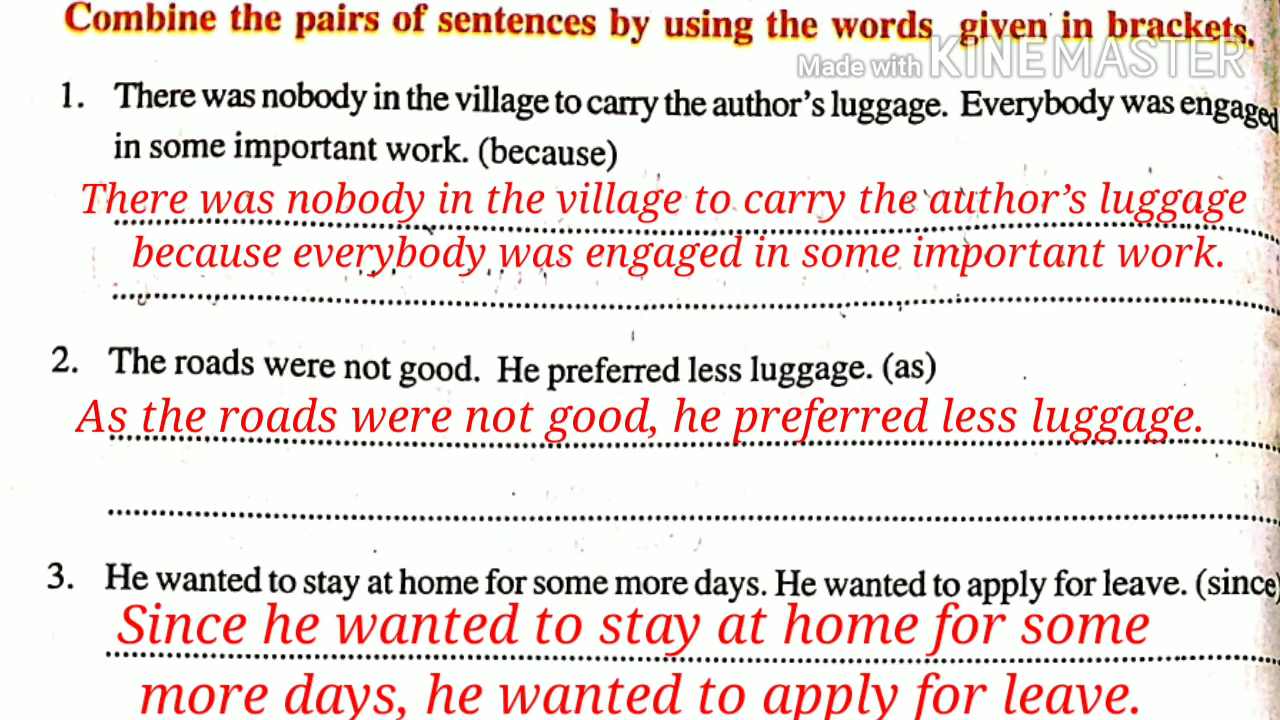 Combine the pairs of sentences by using the words given in brackets.
Made with KINEMASTER
1. There was nobody in the village to carry the author's luggage. Everybody was engaged
in some important work. (because)
There was nobody in the village to carry the author's luggage
because everybody was engaged in some important work.
2. The roads were not good. He preferred less luggage. (as)
As the roads were not good, he preferred less luggage.
3. He wanted to stay at home for some more days. He wanted to apply for leave. (since)
Since he wanted to stay at home for some
more days, he wanted to apply for leave.